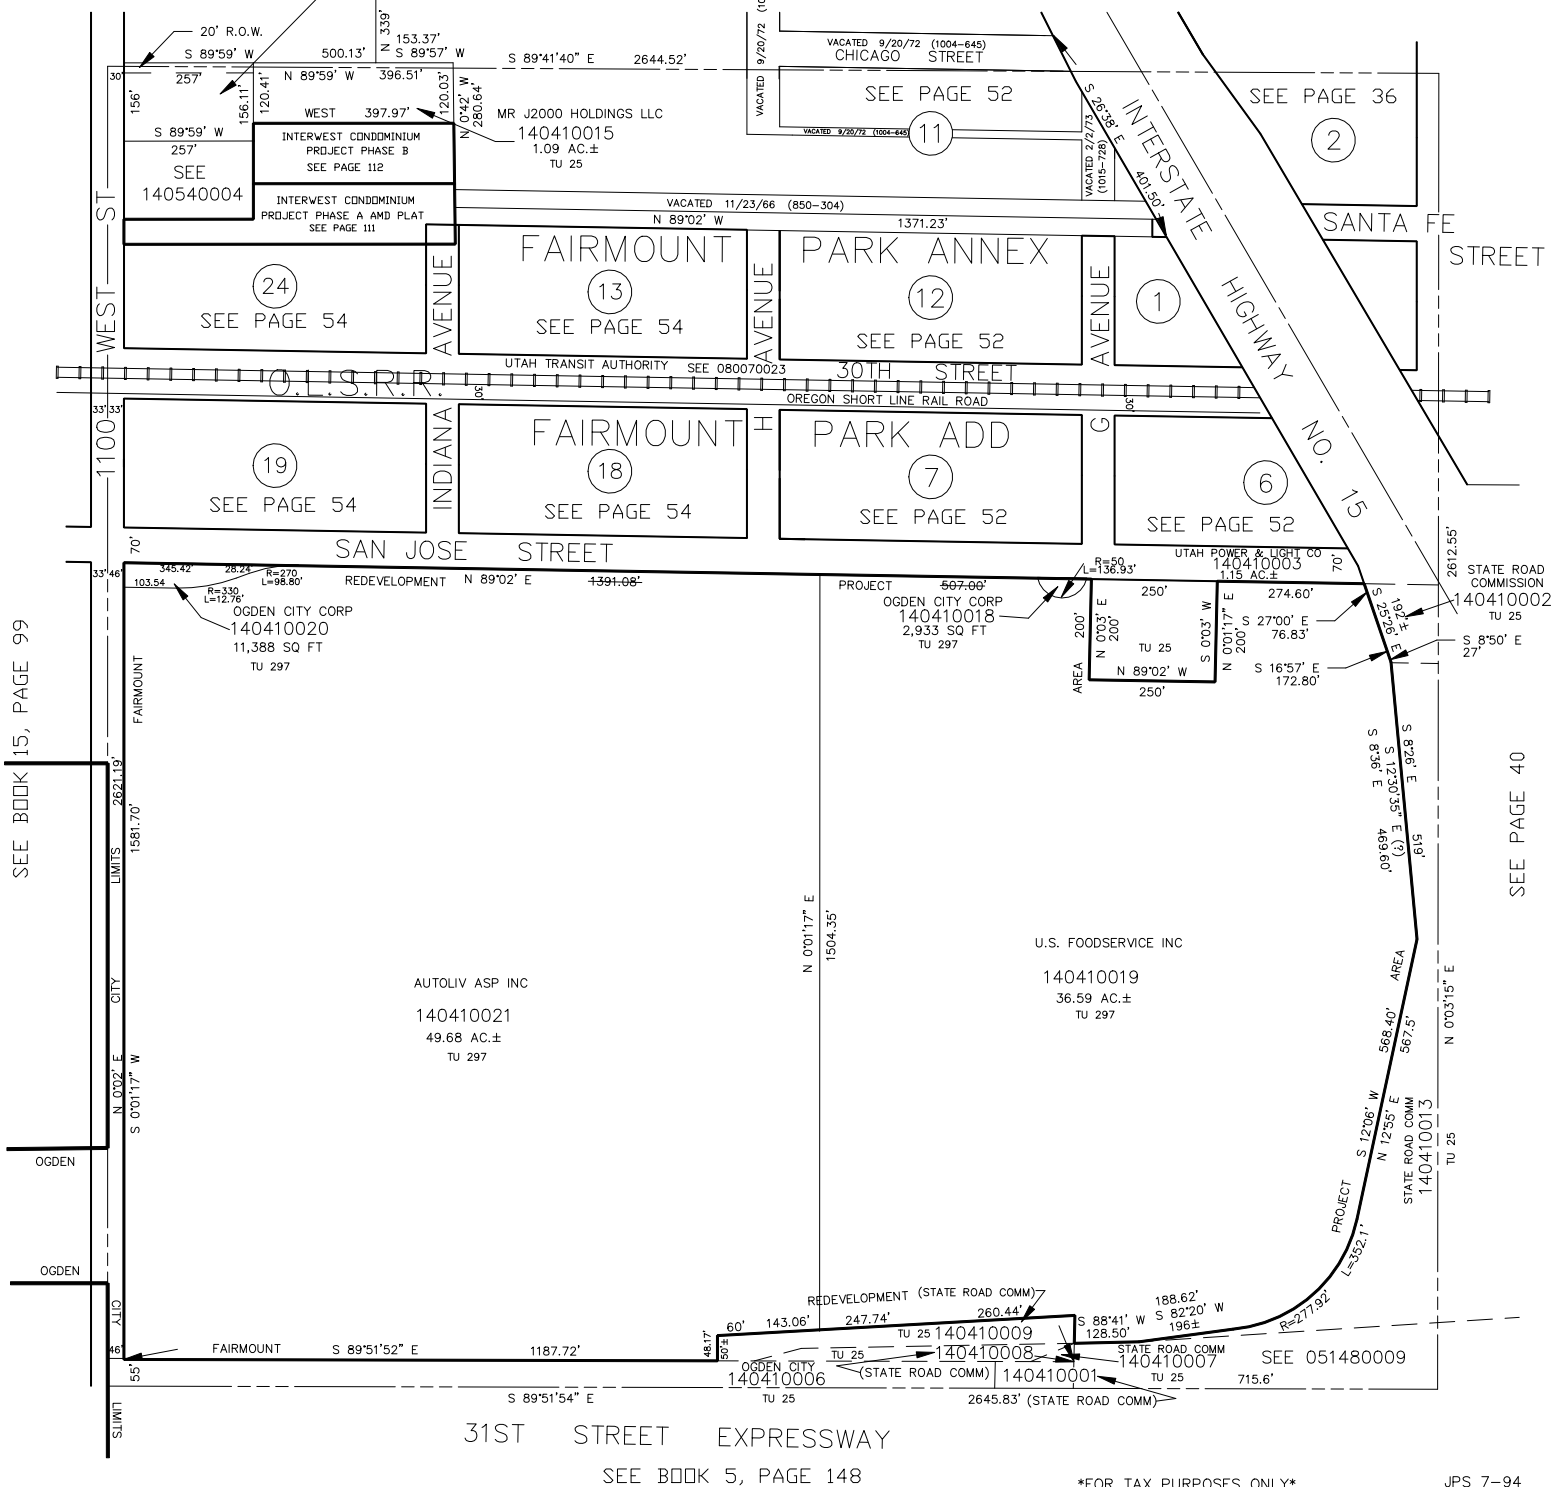 20' R.O.W.
S 89°59' W 500.13'
N 339'
153.37'
S 89°57' W
S 89°41'40" E 2644.52'
VACATED 9/20/72
VACATED 9/20/72 (1004-645)
CHICAGO STREET
SEE PAGE 52
VACATED 9/20/72 (1004-645)
11
VACATED 2/2/73
(1015-728)
S 26°38' E
401.50'
INTERSTATE HIGHWAY NO. 15
SEE PAGE 36
2
SANTA FE STREET
30'
257'
156'
156.11'
120.41'
N 89°59' W 396.51'
120.03'
N 0°42' W
280.64'
WEST 397.97'
MR J2000 HOLDINGS LLC
140410015
1.09 AC.±
TU 25
S 89°59' W
257'
SEE
140540004
INTERWEST CONDOMINIUM
PROJECT PHASE B
SEE PAGE 112
INTERWEST CONDOMINIUM
PROJECT PHASE A AMD PLAT
SEE PAGE 111
VACATED 11/23/66 (850-304)
N 89°02' W 1371.23'
FAIRMOUNT PARK ANNEX
1100 WEST ST
INDIANA AVENUE
H AVENUE
G AVENUE
24
SEE PAGE 54
13
SEE PAGE 54
12
SEE PAGE 52
1
UTAH TRANSIT AUTHORITY SEE 080070023
30TH STREET
O.L.S.R.R.
30'
OREGON SHORT LINE RAIL ROAD
30'
33' 33'
FAIRMOUNT PARK ADD
19
SEE PAGE 54
18
SEE PAGE 54
7
SEE PAGE 52
6
SEE PAGE 52
70'
SAN JOSE STREET
UTAH POWER & LIGHT CO
140410003
1.15 AC.±
70'
2612.55'
33' 46'
345.42 28.24
103.54
R=270
L=98.80'
R=330
L=12.76'
REDEVELOPMENT N 89°02' E 1391.08'
PROJECT 507.00'
R=50
L=136.93'
OGDEN CITY CORP
140410020
11,388 SQ FT
TU 297
OGDEN CITY CORP
140410018
2,933 SQ FT
TU 297
250'
AREA 200'
N 0°03' E
200'
TU 25
S 0°03' W
N 0°01'17" E
200'
N 89°02' W
250'
274.60'
S 27°00' E
76.83'
S 16°57' E
172.80'
S 25°26' E
192'±
STATE ROAD
COMMISSION
140410002
TU 25
S 8°50' E
27'
SEE BOOK 15, PAGE 99
FAIRMOUNT
2621.19'
1581.70'
LIMITS
CITY
N 0°02' E
S 0°01'17" W
OGDEN
OGDEN
N 0°01'17" E
1504.35'
AUTOLIV ASP INC
140410021
49.68 AC.±
TU 297
U.S. FOODSERVICE INC
140410019
36.59 AC.±
TU 297
S 8°26' E
519'
S 12°30'35" E (?)
S 8°36' E
469.60'
SEE PAGE 40
AREA
568.40'
567.5'
N 0°03'15" E
S 12°06' W
N 12°55' E
STATE ROAD COMM
140410013
TU 25
PROJECT
L=352.1'
R=277.92'
REDEVELOPMENT (STATE ROAD COMM)
60' 143.06' 247.74' 260.44'
48.17'
50'±
TU 25 140410009
TU 25 140410008
(STATE ROAD COMM)
OGDEN CITY
140410006
TU 25
S 88°41' W
128.50'
188.62'
S 82°20' W
196±
STATE ROAD COMM
140410007
TU 25
140410001
2645.83' (STATE ROAD COMM)
SEE 051480009
715.6'
CITY
LIMITS
46'
55'
FAIRMOUNT S 89°51'52" E 1187.72'
S 89°51'54" E
31ST STREET EXPRESSWAY
SEE BOOK 5, PAGE 148
*FOR TAX PURPOSES ONLY*
JPS 7-94